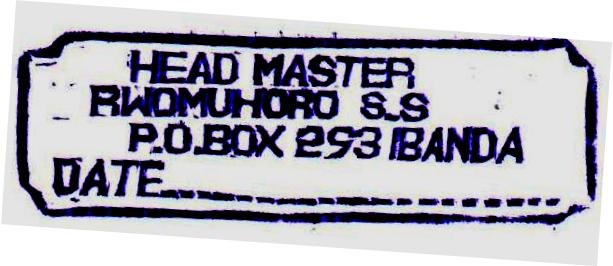 HEAD MASTER
RWOMUHORO S.S
P.O.BOX 293 IBANDA
DATE